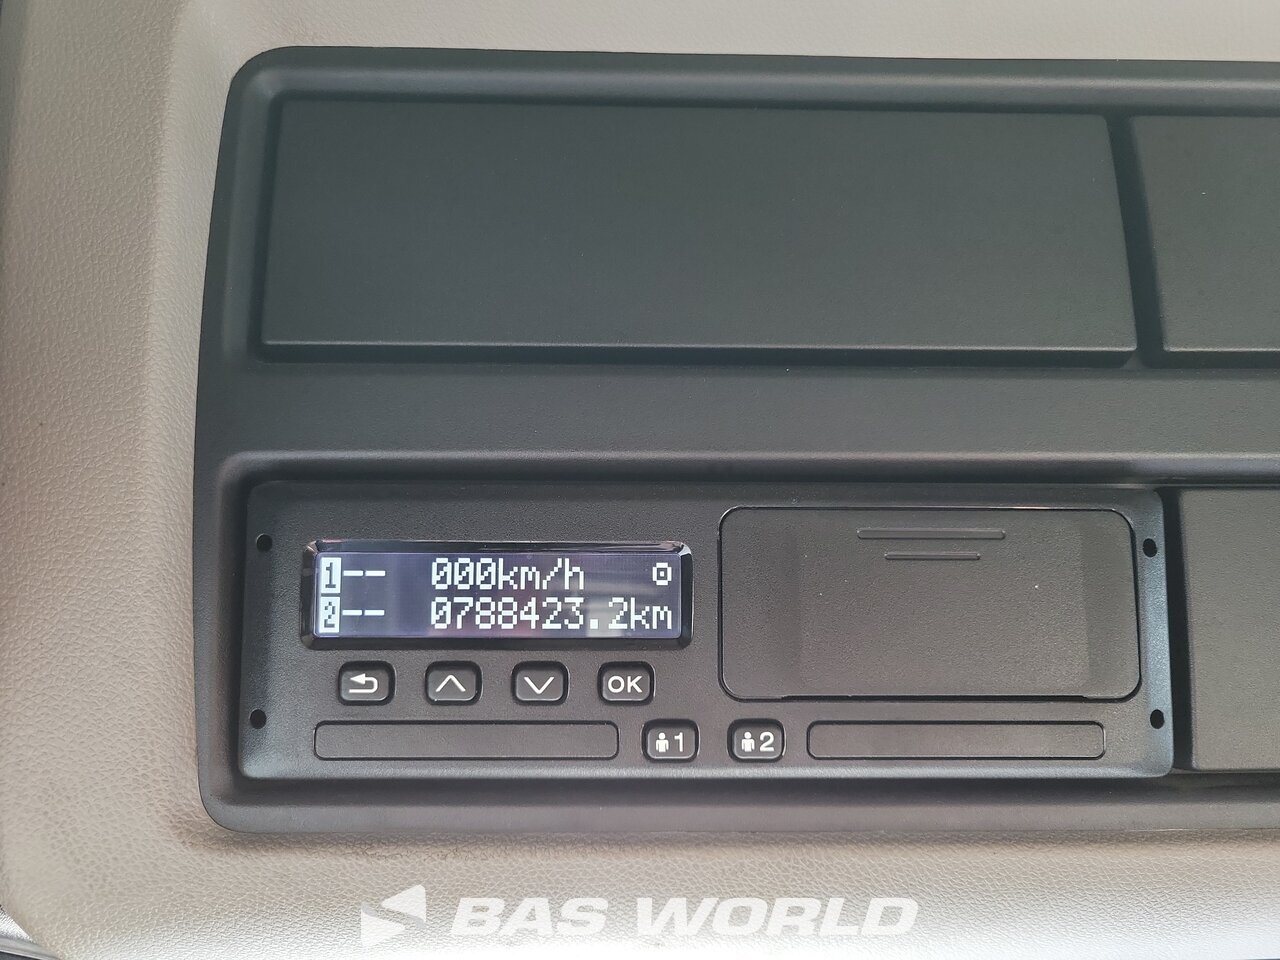 1-- 000km/h
2-- 0788423.2km
OK
1
2
BAS WORLD